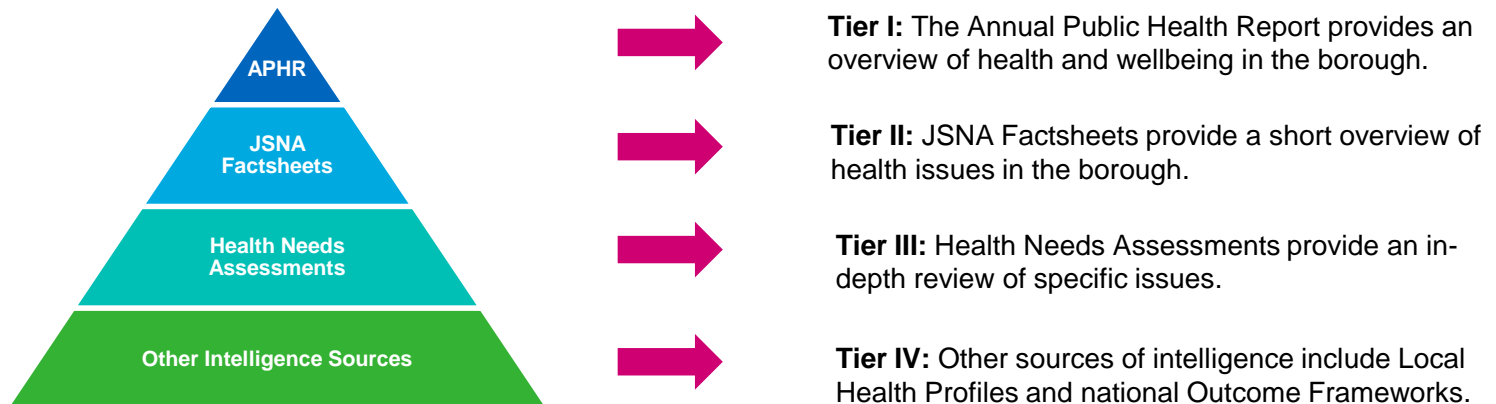 APHR
Tier I: The Annual Public Health Report provides an
overview of health and wellbeing in the borough.
JSNA
Factsheets
Tier II: JSNA Factsheets provide a short overview of
health issues in the borough.
Health Needs
Assessments
Tier III: Health Needs Assessments provide an in-
depth review of specific issues.
Other Intelligence Sources
Tier IV: Other sources of intelligence include Local
Health Profiles and national Outcome Frameworks.